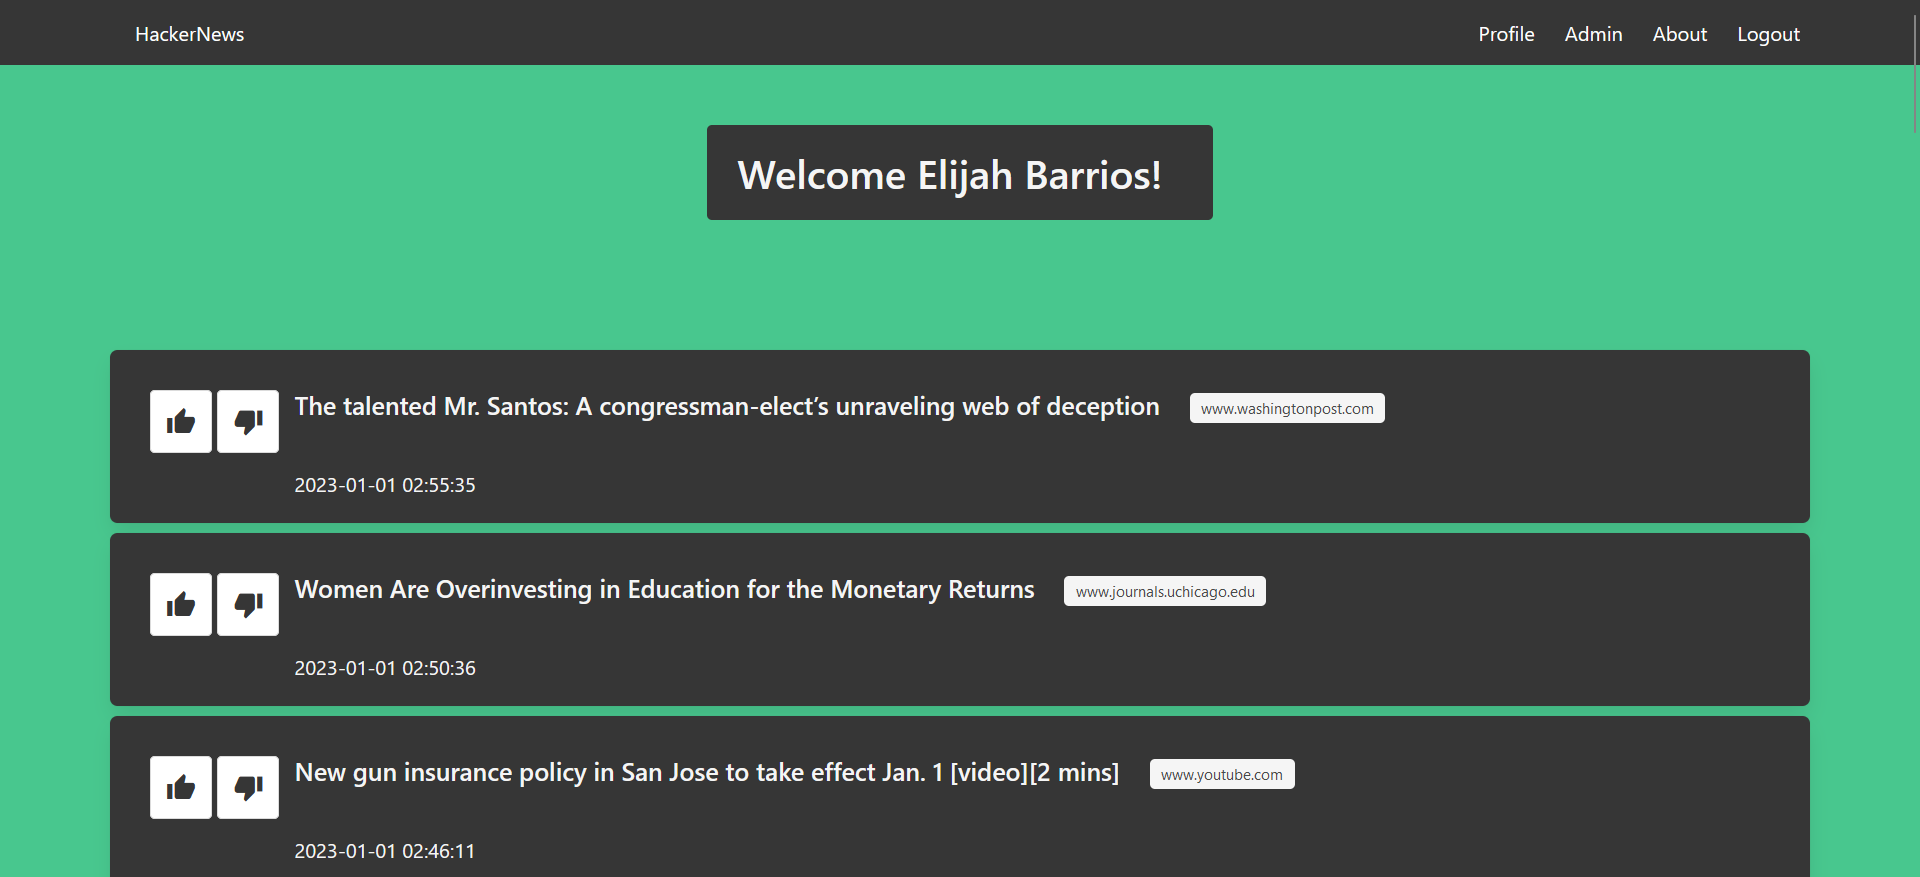 HackerNews Profile Admin About Logout
Welcome Elijah Barrios!
The talented Mr. Santos: A congressman-elect’s unraveling web of deception www.washingtonpost.com
2023-01-01 02:55:35
Women Are Overinvesting in Education for the Monetary Returns www.journals.uchicago.edu
2023-01-01 02:50:36
New gun insurance policy in San Jose to take effect Jan. 1 [video][2 mins] www.youtube.com
2023-01-01 02:46:11